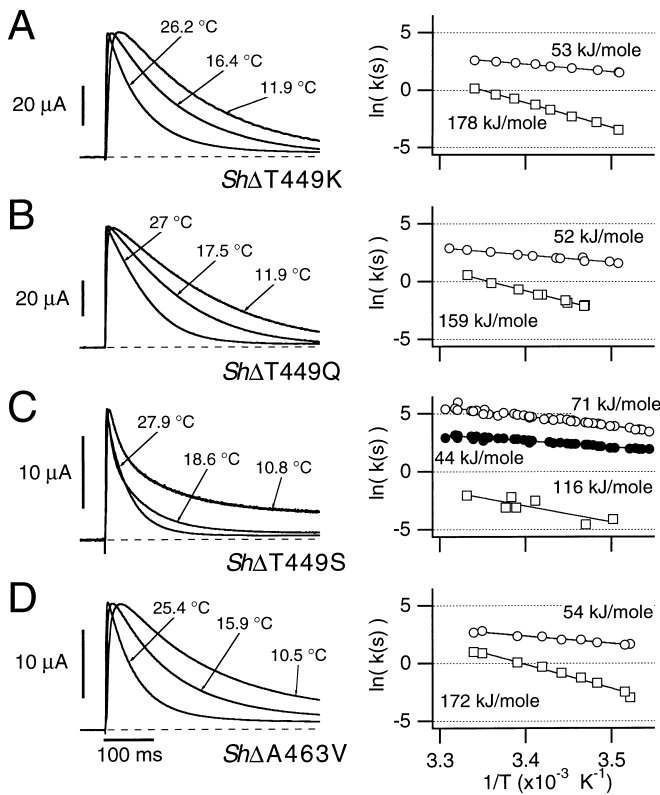 A
26.2 °C
16.4 °C
11.9 °C
20 µA
ShΔT449K
ln( k(s) )
5
0
-5
53 kJ/mole
178 kJ/mole
B
27 °C
17.5 °C
11.9 °C
20 µA
ShΔT449Q
ln( k(s) )
5
0
-5
52 kJ/mole
159 kJ/mole
C
27.9 °C
18.6 °C
10.8 °C
10 µA
ShΔT449S
ln( k(s) )
5
0
-5
71 kJ/mole
44 kJ/mole
116 kJ/mole
D
25.4 °C
15.9 °C
10.5 °C
10 µA
100 ms
ShΔA463V
ln( k(s) )
5
0
-5
54 kJ/mole
172 kJ/mole
3.3 3.4 3.5
1/T (x10⁻³ K⁻¹)